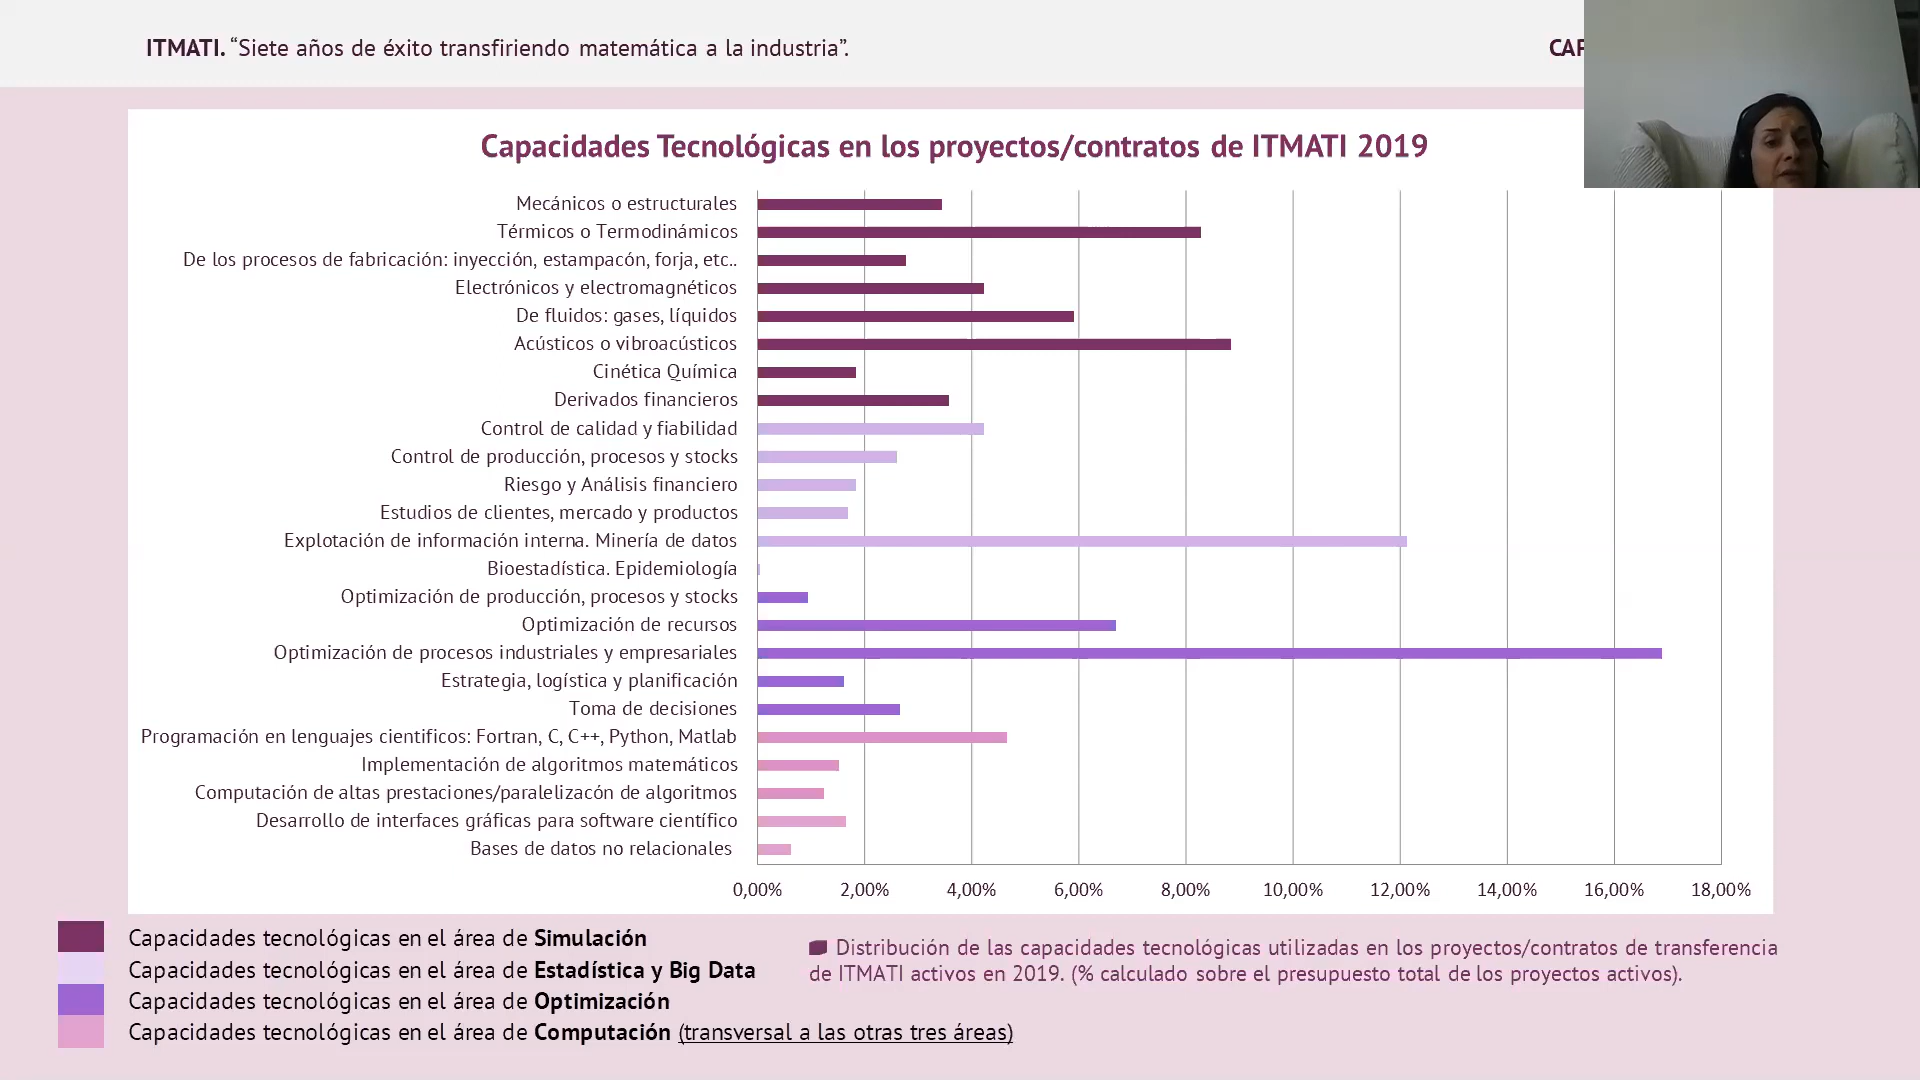 ITMATI. “Siete años de éxito transfiriendo matemática a la industria”.
Capacidades Tecnológicas en los proyectos/contratos de ITMATI 2019
Mecánicos o estructurales
Térmicos o Termodinámicos
De los procesos de fabricación: inyección, estampacón, forja, etc..
Electrónicos y electromagnéticos
De fluidos: gases, líquidos
Acústicos o vibroacústicos
Cinética Química
Derivados financieros
Control de calidad y fiabilidad
Control de producción, procesos y stocks
Riesgo y Análisis financiero
Estudios de clientes, mercado y productos
Explotación de información interna. Minería de datos
Bioestadística. Epidemiología
Optimización de producción, procesos y stocks
Optimización de recursos
Optimización de procesos industriales y empresariales
Estrategia, logística y planificación
Toma de decisiones
Programación en lenguajes cientificos: Fortran, C, C++, Python, Matlab
Implementación de algoritmos matemáticos
Computación de altas prestaciones/paralelizacón de algoritmos
Desarrollo de interfaces gráficas para software científico
Bases de datos no relacionales
0,00% 2,00% 4,00% 6,00% 8,00% 10,00% 12,00% 14,00% 16,00% 18,00%
Capacidades tecnológicas en el área de Simulación
Capacidades tecnológicas en el área de Estadística y Big Data
Capacidades tecnológicas en el área de Optimización
Capacidades tecnológicas en el área de Computación (transversal a las otras tres áreas)
Distribución de las capacidades tecnológicas utilizadas en los proyectos/contratos de transferencia
de ITMATI activos en 2019. (% calculado sobre el presupuesto total de los proyectos activos).